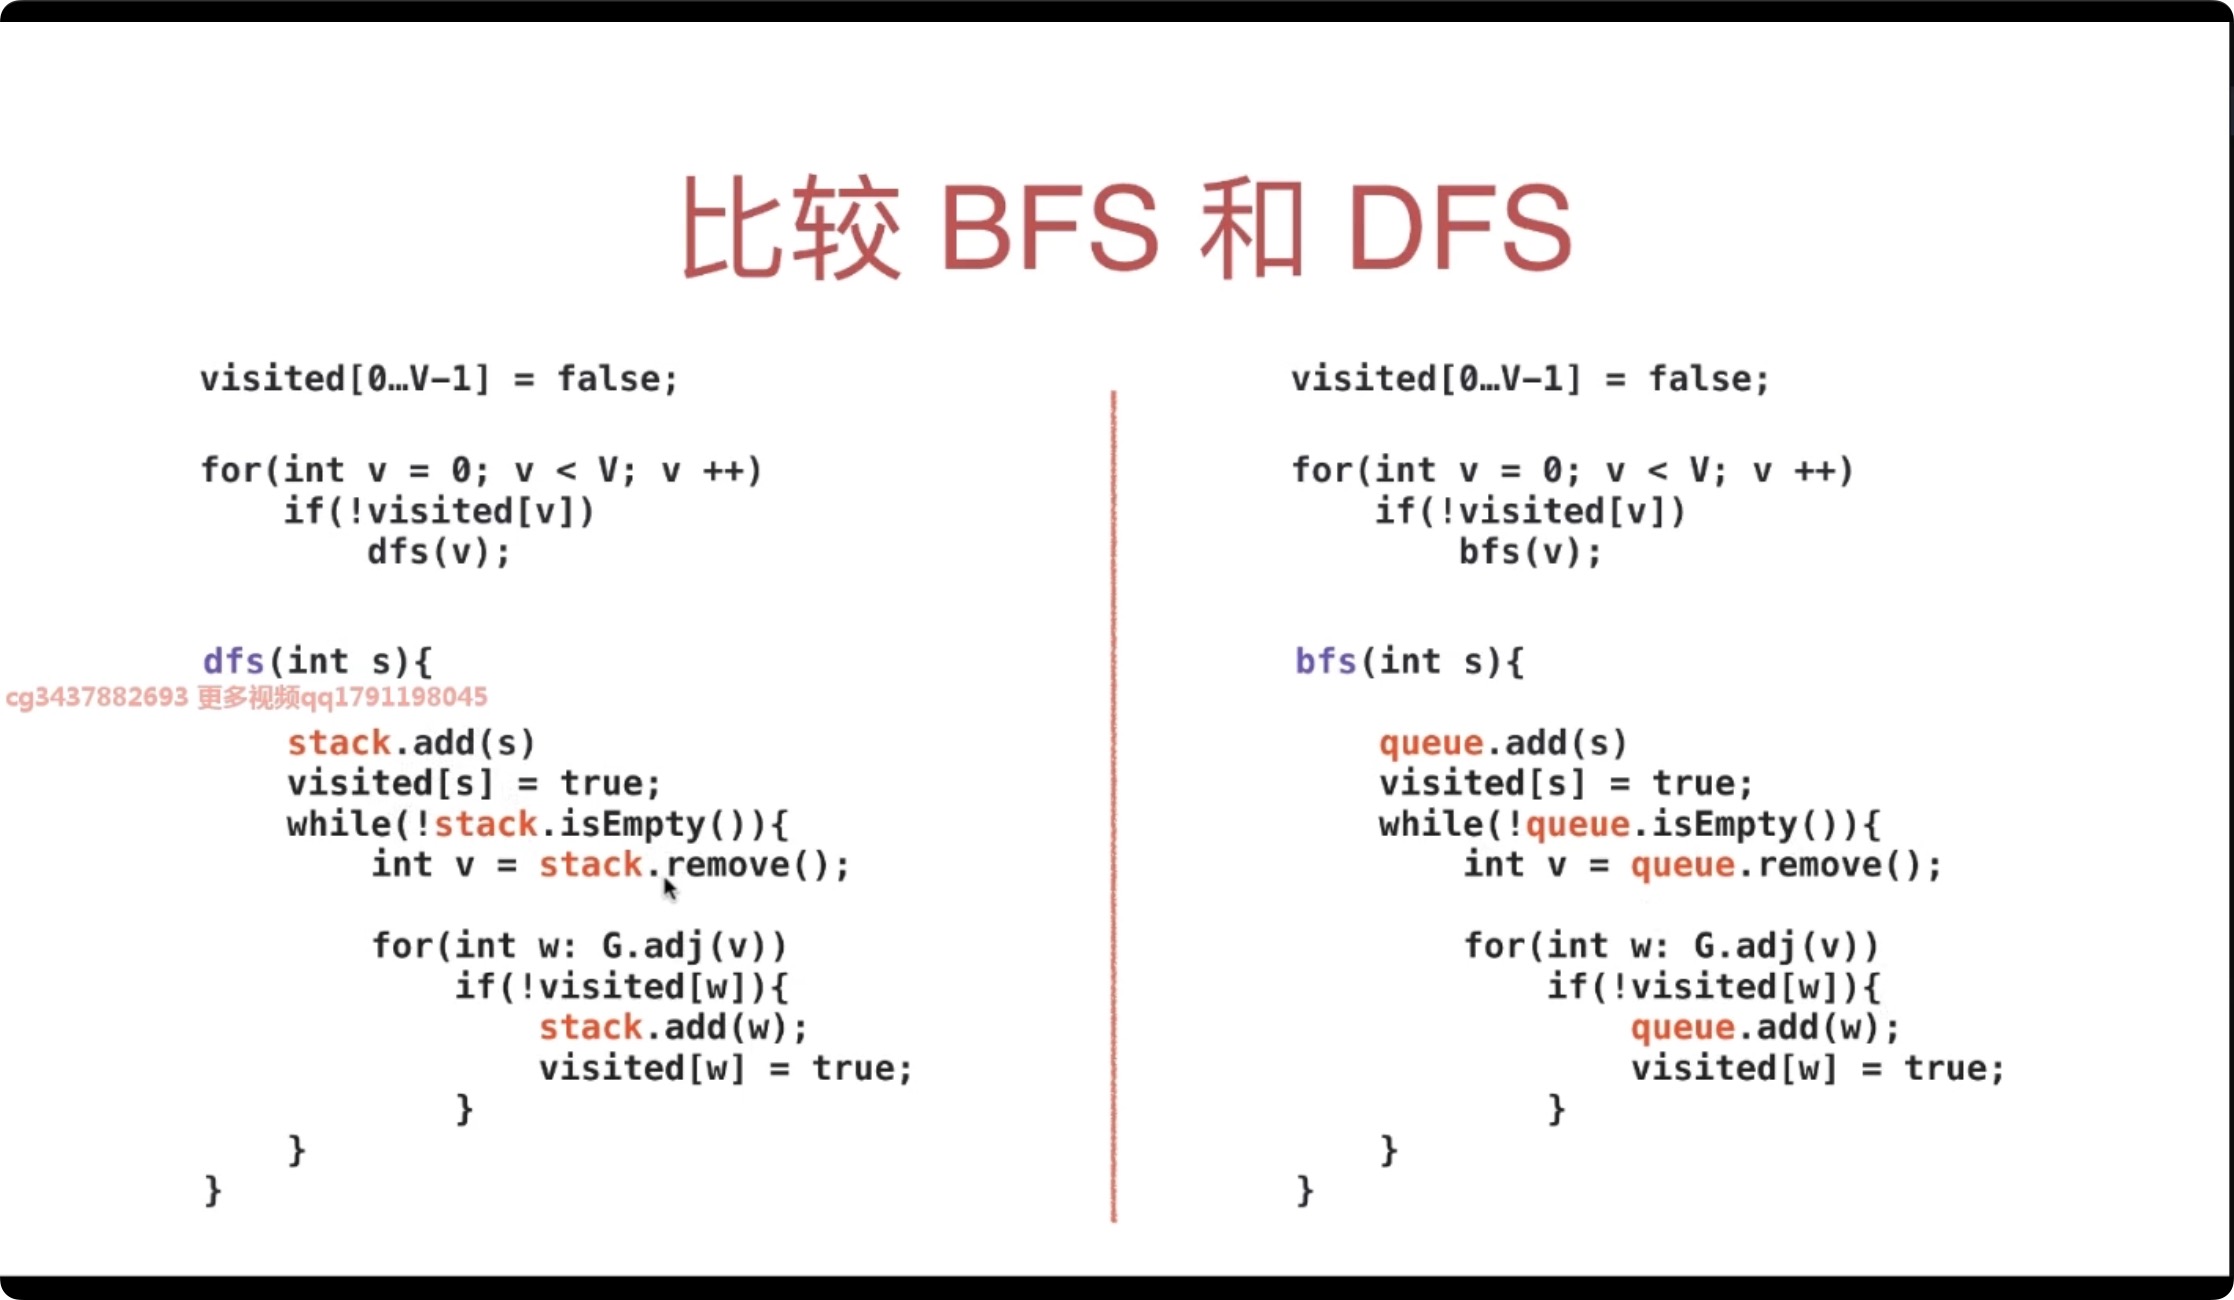 比较 BFS 和 DFS
visited[0…V-1] = false;
for(int v = 0; v < V; v ++)
if(!visited[v])
dfs(v);
dfs(int s){
cg3437882693 更多视频qq1791198045
stack.add(s)
visited[s] = true;
while(!stack.isEmpty()){
int v = stack.remove();
for(int w: G.adj(v))
if(!visited[w]){
stack.add(w);
visited[w] = true;
}
}
}
visited[0…V-1] = false;
for(int v = 0; v < V; v ++)
if(!visited[v])
bfs(v);
bfs(int s){
queue.add(s)
visited[s] = true;
while(!queue.isEmpty()){
int v = queue.remove();
for(int w: G.adj(v))
if(!visited[w]){
queue.add(w);
visited[w] = true;
}
}
}